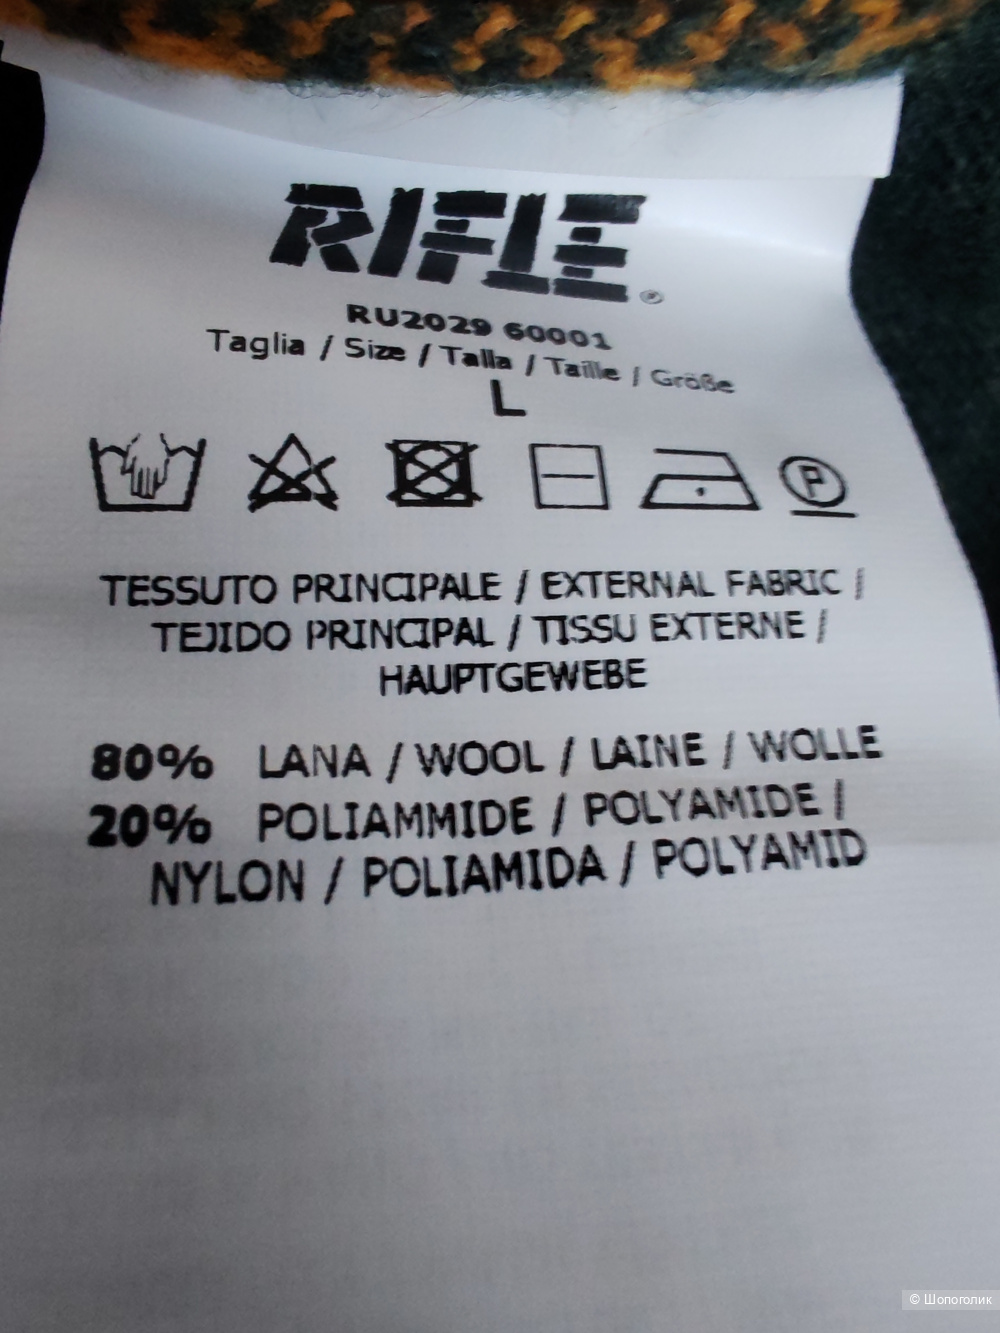 RIFLE®
RU2029 60001
Taglia / Size / Talla / Taille / Größe
L
P
TESSUTO PRINCIPALE / EXTERNAL FABRIC /
TEJIDO PRINCIPAL / TISSU EXTERNE /
HAUPTGEWEBE
80% LANA / WOOL / LAINE / WOLLE
20% POLIAMMIDE / POLYAMIDE /
NYLON / POLIAMIDA / POLYAMID
© Шопоголик